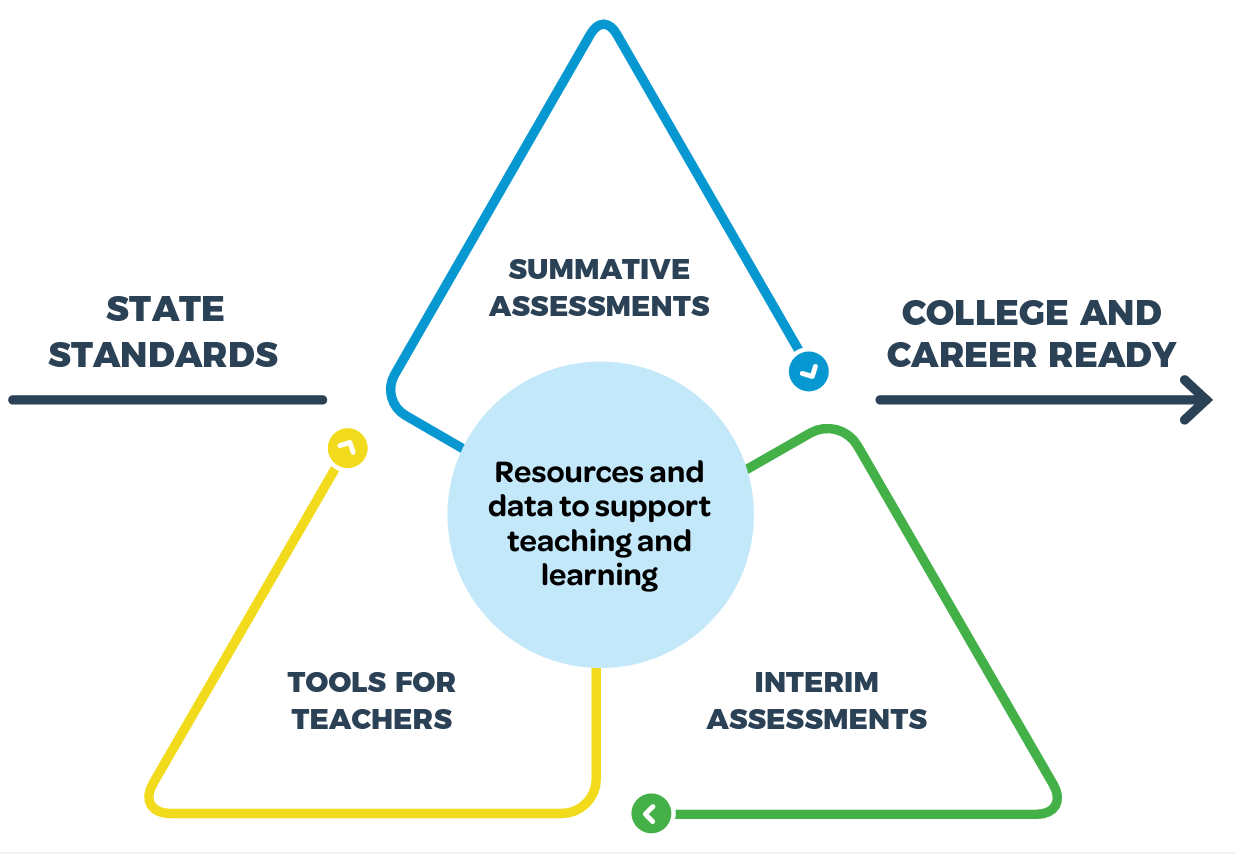 SUMMATIVE
ASSESSMENTS
STATE
STANDARDS
COLLEGE AND
CAREER READY
Resources and
data to support
teaching and
learning
TOOLS FOR
TEACHERS
INTERIM
ASSESSMENTS